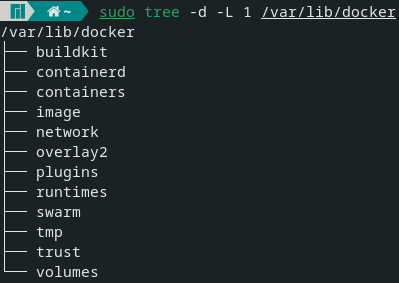 ~ sudo tree -d -L 1 /var/lib/docker
/var/lib/docker
├── buildkit
├── containerd
├── containers
├── image
├── network
├── overlay2
├── plugins
├── runtimes
├── swarm
├── tmp
├── trust
└── volumes